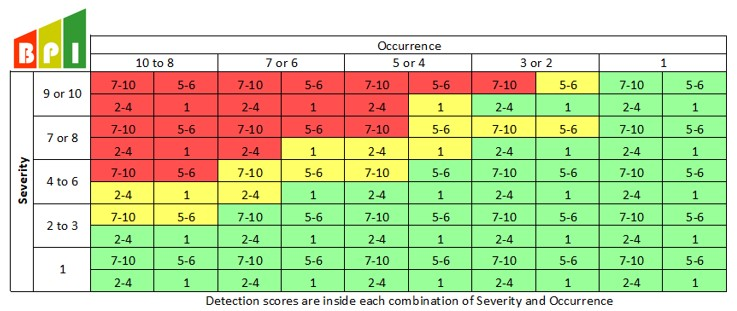 BPI
Occurrence
10 to 8 7 or 6 5 or 4 3 or 2 1
Severity
9 or 10 7-10 5-6 7-10 5-6 7-10 5-6 7-10 5-6 7-10 5-6
2-4 1 2-4 1 2-4 1 2-4 1 2-4 1
7 or 8 7-10 5-6 7-10 5-6 7-10 5-6 7-10 5-6 7-10 5-6
2-4 1 2-4 1 2-4 1 2-4 1 2-4 1
4 to 6 7-10 5-6 7-10 5-6 7-10 5-6 7-10 5-6 7-10 5-6
2-4 1 2-4 1 2-4 1 2-4 1 2-4 1
2 to 3 7-10 5-6 7-10 5-6 7-10 5-6 7-10 5-6 7-10 5-6
2-4 1 2-4 1 2-4 1 2-4 1 2-4 1
1 7-10 5-6 7-10 5-6 7-10 5-6 7-10 5-6 7-10 5-6
2-4 1 2-4 1 2-4 1 2-4 1 2-4 1
Detection scores are inside each combination of Severity and Occurrence